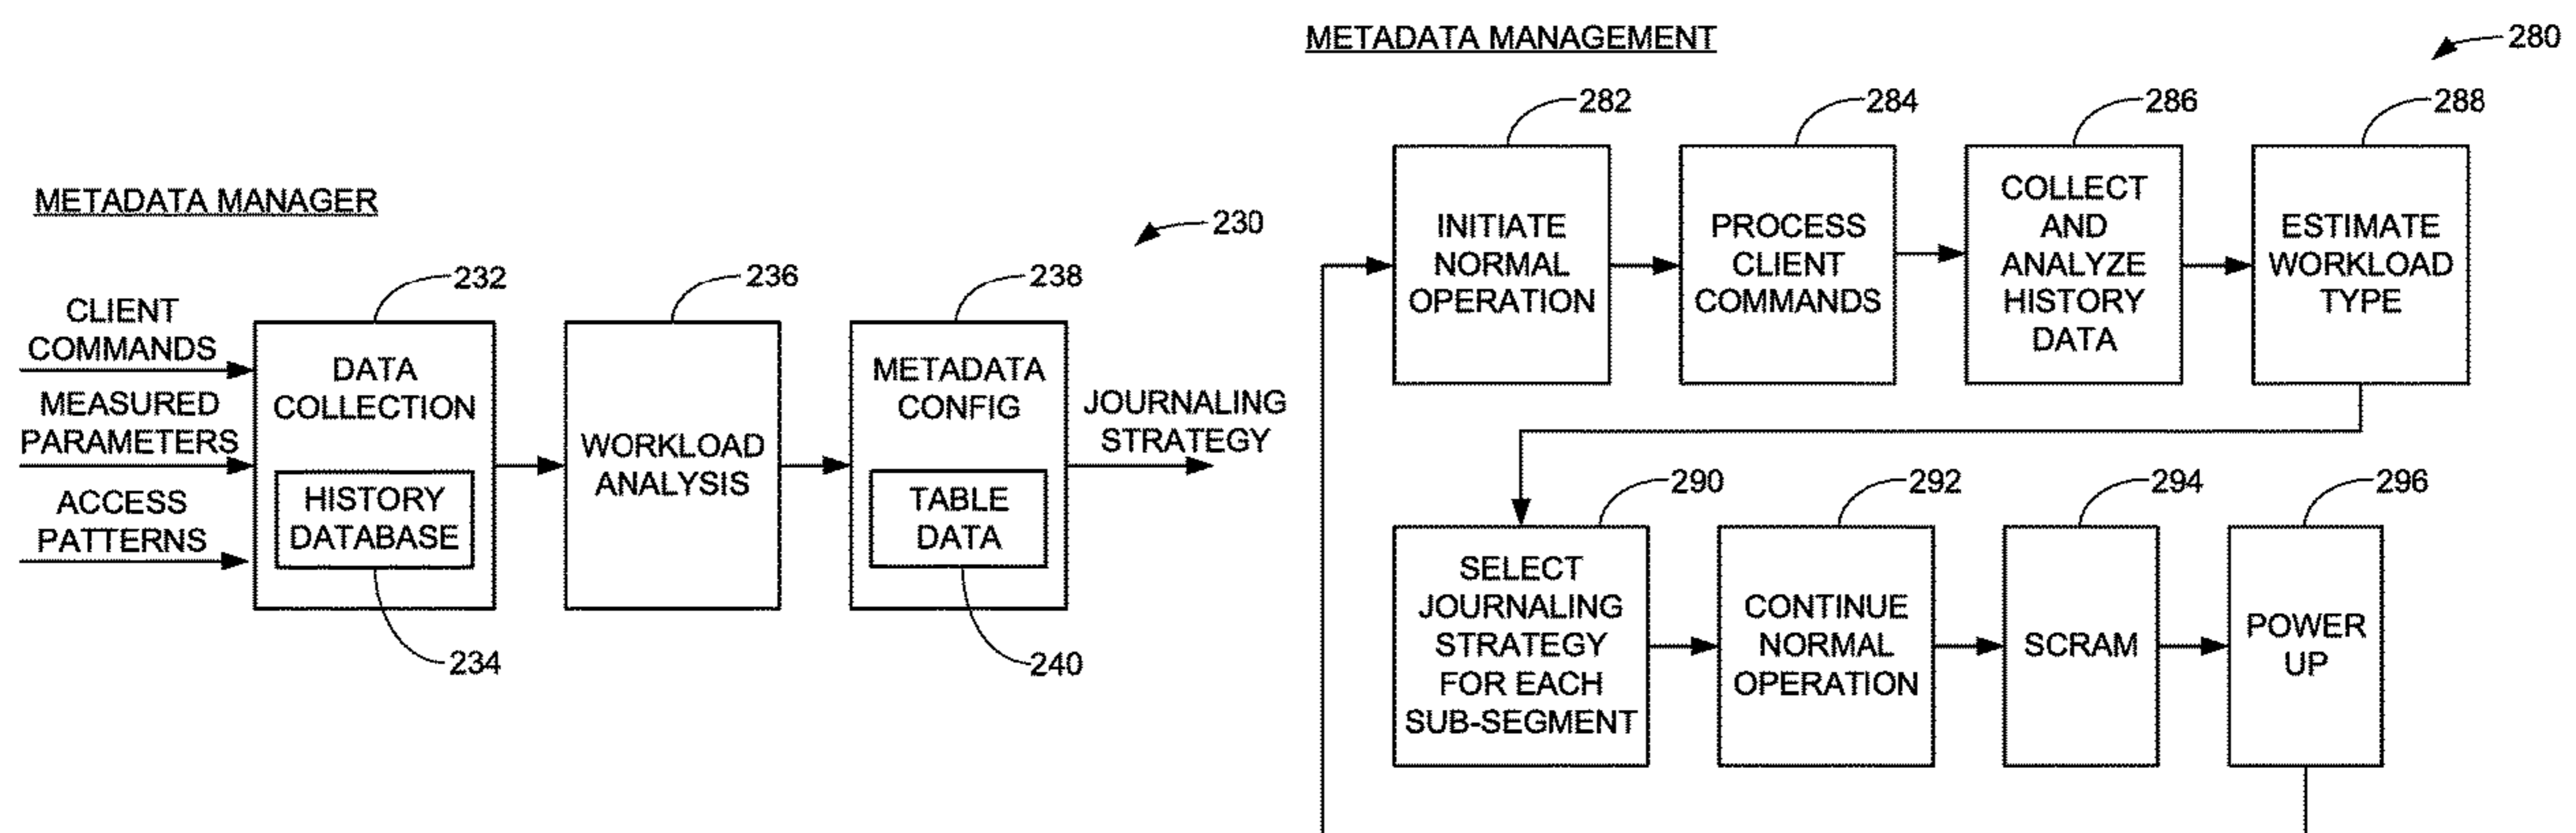 METADATA MANAGER
230
232
236
238
CLIENT
COMMANDS
MEASURED
PARAMETERS
ACCESS
PATTERNS
DATA
COLLECTION
HISTORY
DATABASE
WORKLOAD
ANALYSIS
METADATA
CONFIG
TABLE
DATA
JOURNALING
STRATEGY
234
240
METADATA MANAGEMENT
280
282
284
286
288
INITIATE
NORMAL
OPERATION
PROCESS
CLIENT
COMMANDS
COLLECT
AND
ANALYZE
HISTORY
DATA
ESTIMATE
WORKLOAD
TYPE
290
292
294
296
SELECT
JOURNALING
STRATEGY
FOR EACH
SUB-SEGMENT
CONTINUE
NORMAL
OPERATION
SCRAM
POWER
UP